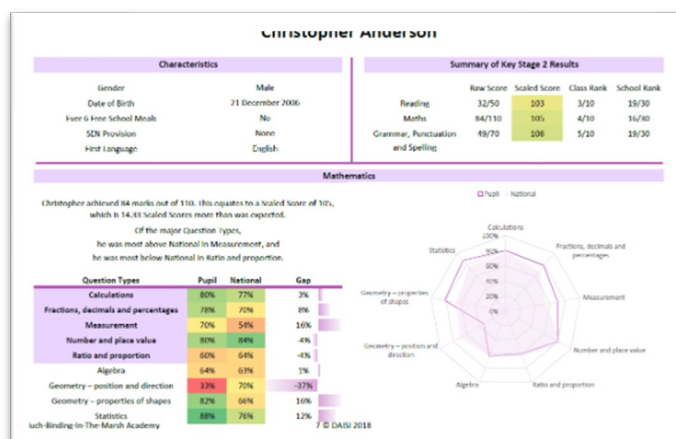 Christopher Anderson
Characteristics
Gender Male
Date of Birth 21 December 2006
Ever 6 Free School Meals No
SEN Provision None
First Language English
Summary of Key Stage 2 Results
Raw Score Scaled Score Class Rank School Rank
Reading 32/50 103 3/10 19/30
Maths 84/110 105 4/10 16/30
Grammar, Punctuation 49/70 106 5/10 19/30
and Spelling
Mathematics
Christopher achieved 84 marks out of 110. This equates to a Scaled Score of 105,
which is 14.33 Scaled Scores more than was expected.
Of the major Question Types,
he was most above National in Measurement, and
he was most below National in Ratio and proportion.
Question Types Pupil National Gap
Calculations 80% 77% 3%
Fractions, decimals and percentages 78% 70% 8%
Measurement 70% 54% 16%
Number and place value 80% 84% -4%
Ratio and proportion 60% 64% -4%
Algebra 64% 63% 1%
Geometry – position and direction 33% 70% -37%
Geometry – properties of shapes 82% 66% 16%
Statistics 88% 76% 12%
Pupil National
Calculations
100%
80%
60%
40%
20%
0%
Fractions, decimals and
percentages
Measurement
Number and place value
Ratio and proportion
Algebra
Geometry – position and
direction
Geometry – properties
of shapes
Statistics
uch-Binding-In-The-Marsh Academy
7 © DAISI 2018